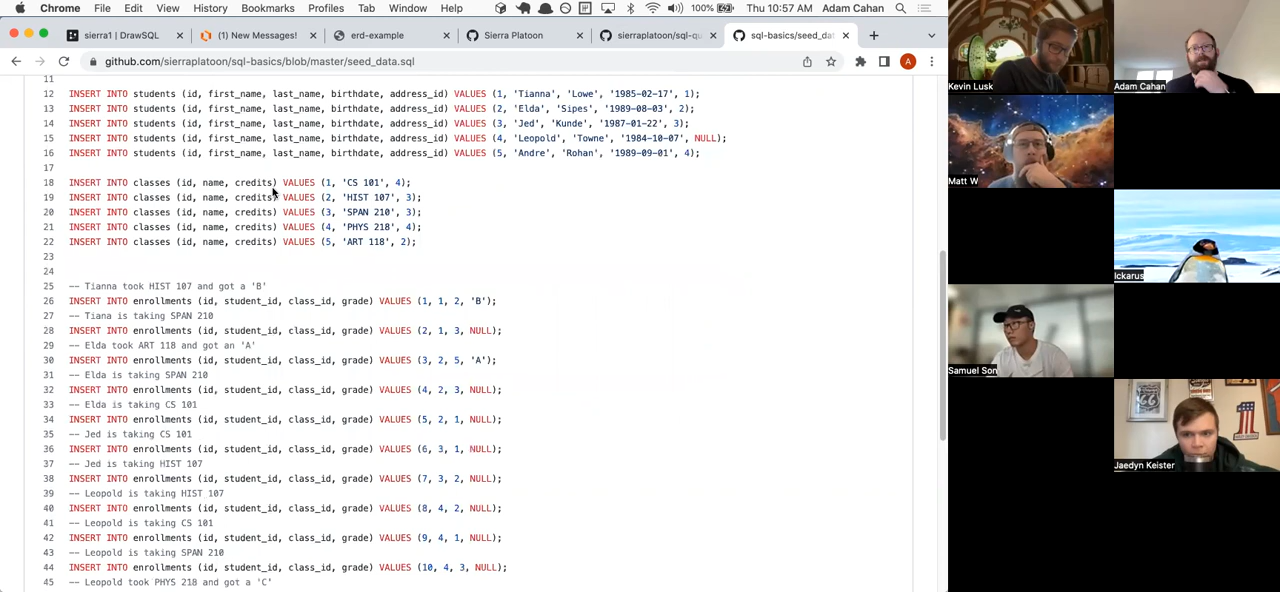 Chrome File Edit View History Bookmarks Profiles Tab Window Help 100% Thu 10:57 AM Adam Cahan
sierra1 | DrawSQL (1) New Messages! erd-example Sierra Platoon sierraplatoon/sql-qu sql-basics/seed_dat
github.com/sierraplatoon/sql-basics/blob/master/seed_data.sql A
11
12 INSERT INTO students (id, first_name, last_name, birthdate, address_id) VALUES (1, 'Tianna', 'Lowe', '1985-02-17', 1);
13 INSERT INTO students (id, first_name, last_name, birthdate, address_id) VALUES (2, 'Elda', 'Sipes', '1989-08-03', 2);
14 INSERT INTO students (id, first_name, last_name, birthdate, address_id) VALUES (3, 'Jed', 'Kunde', '1987-01-22', 3);
15 INSERT INTO students (id, first_name, last_name, birthdate, address_id) VALUES (4, 'Leopold', 'Towne', '1984-10-07', NULL);
16 INSERT INTO students (id, first_name, last_name, birthdate, address_id) VALUES (5, 'Andre', 'Rohan', '1989-09-01', 4);
17
18 INSERT INTO classes (id, name, credits) VALUES (1, 'CS 101', 4);
19 INSERT INTO classes (id, name, credits) VALUES (2, 'HIST 107', 3);
20 INSERT INTO classes (id, name, credits) VALUES (3, 'SPAN 210', 3);
21 INSERT INTO classes (id, name, credits) VALUES (4, 'PHYS 218', 4);
22 INSERT INTO classes (id, name, credits) VALUES (5, 'ART 118', 2);
23
24
25 -- Tianna took HIST 107 and got a 'B'
26 INSERT INTO enrollments (id, student_id, class_id, grade) VALUES (1, 1, 2, 'B');
27 -- Tiana is taking SPAN 210
28 INSERT INTO enrollments (id, student_id, class_id, grade) VALUES (2, 1, 3, NULL);
29 -- Elda took ART 118 and got an 'A'
30 INSERT INTO enrollments (id, student_id, class_id, grade) VALUES (3, 2, 5, 'A');
31 -- Elda is taking SPAN 210
32 INSERT INTO enrollments (id, student_id, class_id, grade) VALUES (4, 2, 3, NULL);
33 -- Elda is taking CS 101
34 INSERT INTO enrollments (id, student_id, class_id, grade) VALUES (5, 2, 1, NULL);
35 -- Jed is taking CS 101
36 INSERT INTO enrollments (id, student_id, class_id, grade) VALUES (6, 3, 1, NULL);
37 -- Jed is taking HIST 107
38 INSERT INTO enrollments (id, student_id, class_id, grade) VALUES (7, 3, 2, NULL);
39 -- Leopold is taking HIST 107
40 INSERT INTO enrollments (id, student_id, class_id, grade) VALUES (8, 4, 2, NULL);
41 -- Leopold is taking CS 101
42 INSERT INTO enrollments (id, student_id, class_id, grade) VALUES (9, 4, 1, NULL);
43 -- Leopold is taking SPAN 210
44 INSERT INTO enrollments (id, student_id, class_id, grade) VALUES (10, 4, 3, NULL);
45 -- Leopold took PHYS 218 and got a 'C'
Kevin Lusk
Adam Cahan
Matt W
Ickarus
Samuel Son
66
Jaedyn Keister